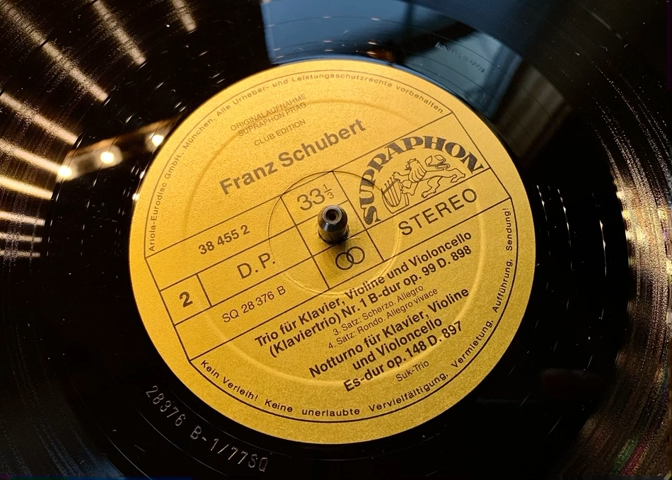 Ariola-Eurodisc GmbH., München. Alle Urheber- und Leistungsschutzrechte vorbehalten
ORIGINALAUFNAHME
SUPRAPHON PRAG
CLUB EDITION
Franz Schubert
33⅓
SUPRAPHON
38 455 2
STEREO
2
D.P.
SQ 28 376 B
Trio für Klavier, Violine und Violoncello
(Klaviertrio) Nr. 1 B-dur op. 99 D. 898
3. Satz: Scherzo. Allegro
4. Satz: Rondo. Allegro vivace
Notturno für Klavier, Violine
und Violoncello
Es-dur op. 148 D. 897
Suk-Trio
Kein Verleih! Keine unerlaubte Vervielfältigung, Vermietung, Aufführung, Sendung!
28376 B-1/77SQ